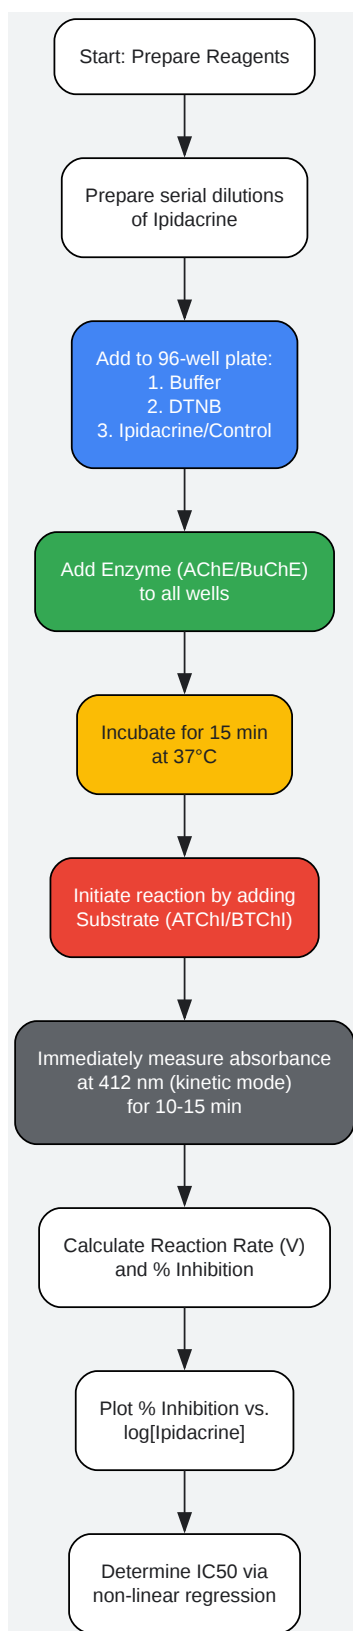 Start: Prepare Reagents
Prepare serial dilutions
of Ipidacrine
Add to 96-well plate:
1. Buffer
2. DTNB
3. Ipidacrine/Control
Add Enzyme (AChE/BuChE)
to all wells
Incubate for 15 min
at 37°C
Initiate reaction by adding
Substrate (ATChI/BTChI)
Immediately measure absorbance
at 412 nm (kinetic mode)
for 10-15 min
Calculate Reaction Rate (V)
and % Inhibition
Plot % Inhibition vs.
log[Ipidacrine]
Determine IC50 via
non-linear regression